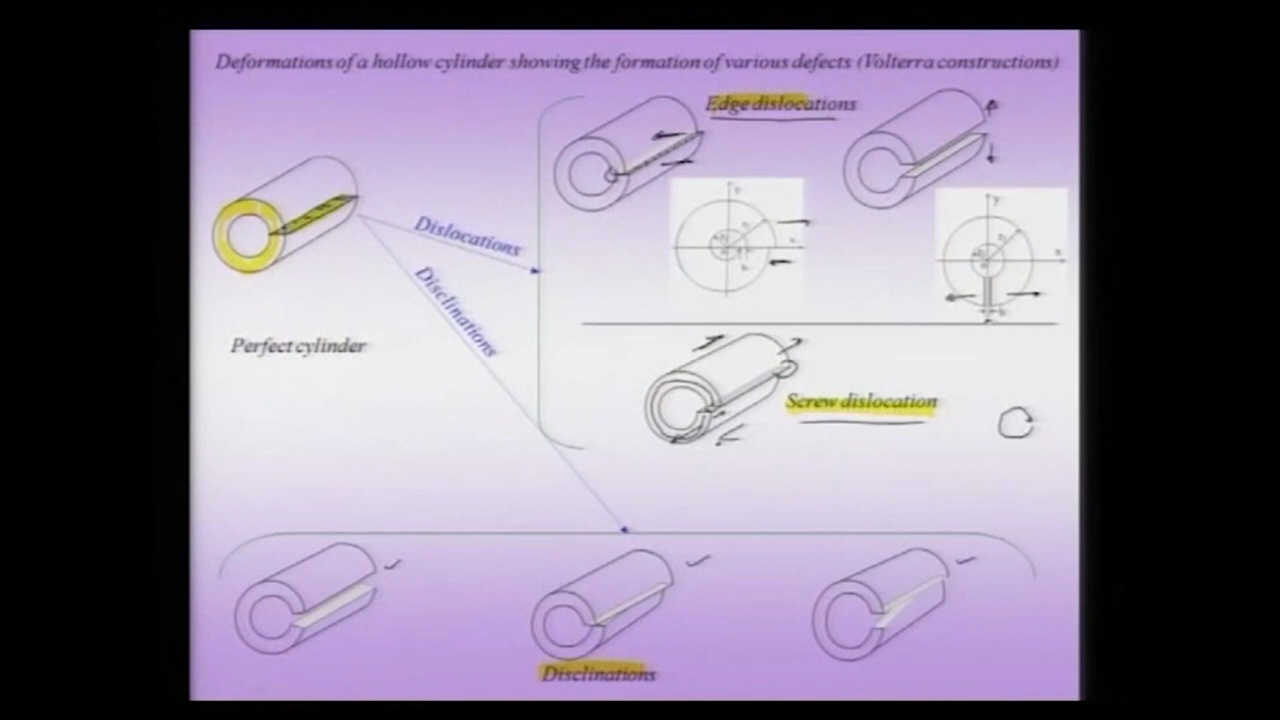 Deformations of a hollow cylinder showing the formation of various defects (Volterra constructions)
Edge dislocations
y
x
Dislocations
y
x
b
Disclinations
Perfect cylinder
Screw dislocation
Disclinations